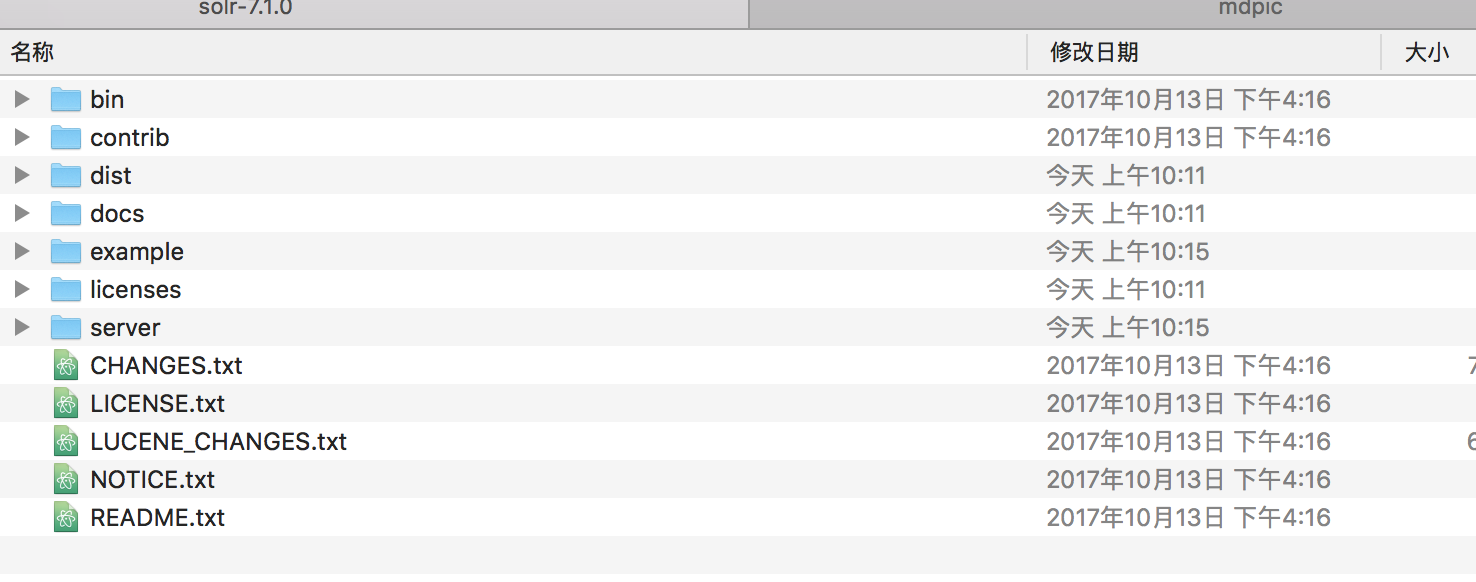 solr-7.1.0 mdpic
名称 修改日期 大小
bin 2017年10月13日 下午4:16
contrib 2017年10月13日 下午4:16
dist 今天 上午10:11
docs 今天 上午10:11
example 今天 上午10:15
licenses 今天 上午10:11
server 今天 上午10:15
CHANGES.txt 2017年10月13日 下午4:16 7
LICENSE.txt 2017年10月13日 下午4:16
LUCENE_CHANGES.txt 2017年10月13日 下午4:16 6
NOTICE.txt 2017年10月13日 下午4:16
README.txt 2017年10月13日 下午4:16